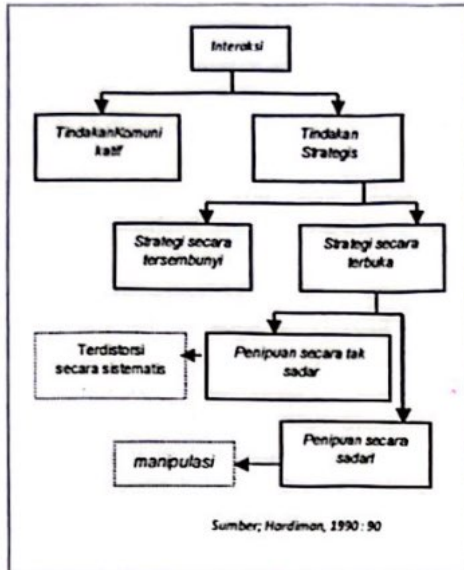 Interaksi
TindakanKomuni
katif
Tindakan
Strategis
Strategi secara
tersembunyi
Strategi secara
terbuka
Terdistorsi
secara sistematis
Penipuan secara tak
sadar
Penipuan secara
sadari
manipulasi
Sumber; Hardiman, 1990: 90